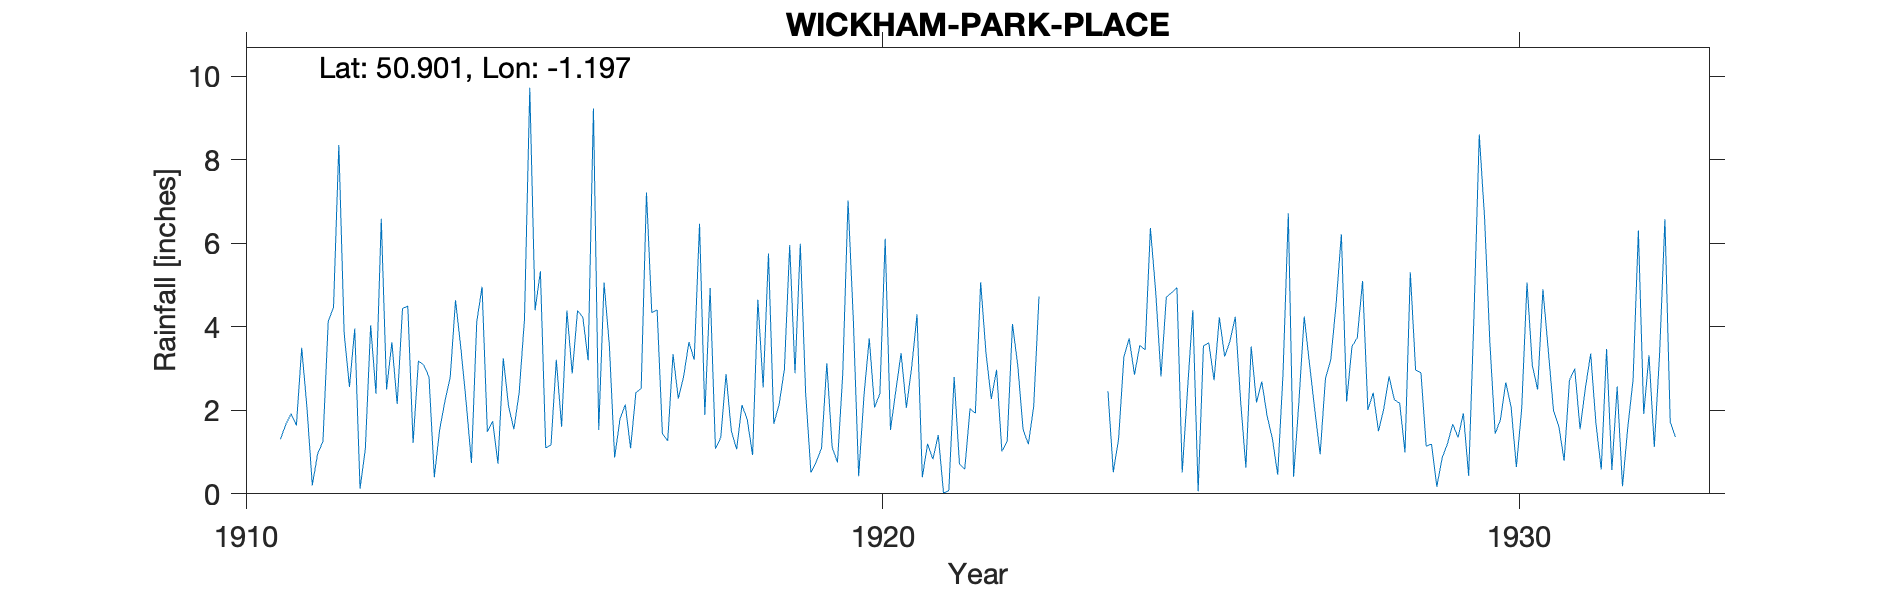 WICKHAM-PARK-PLACE
Lat: 50.901, Lon: -1.197
10
8
6
4
2
0
Rainfall [inches]
1910 1920 1930
Year